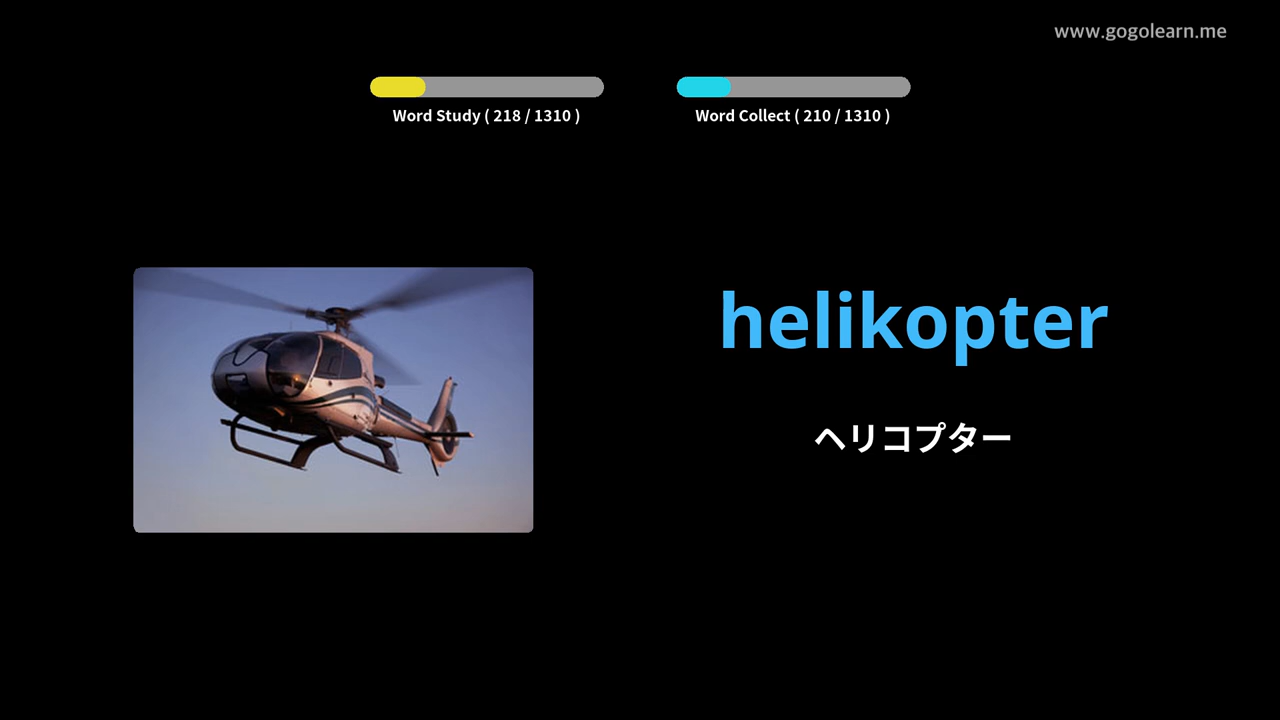 www.gogolearn.me
Word Study ( 218 / 1310 )
Word Collect ( 210 / 1310 )
helikopter
ヘリコプター